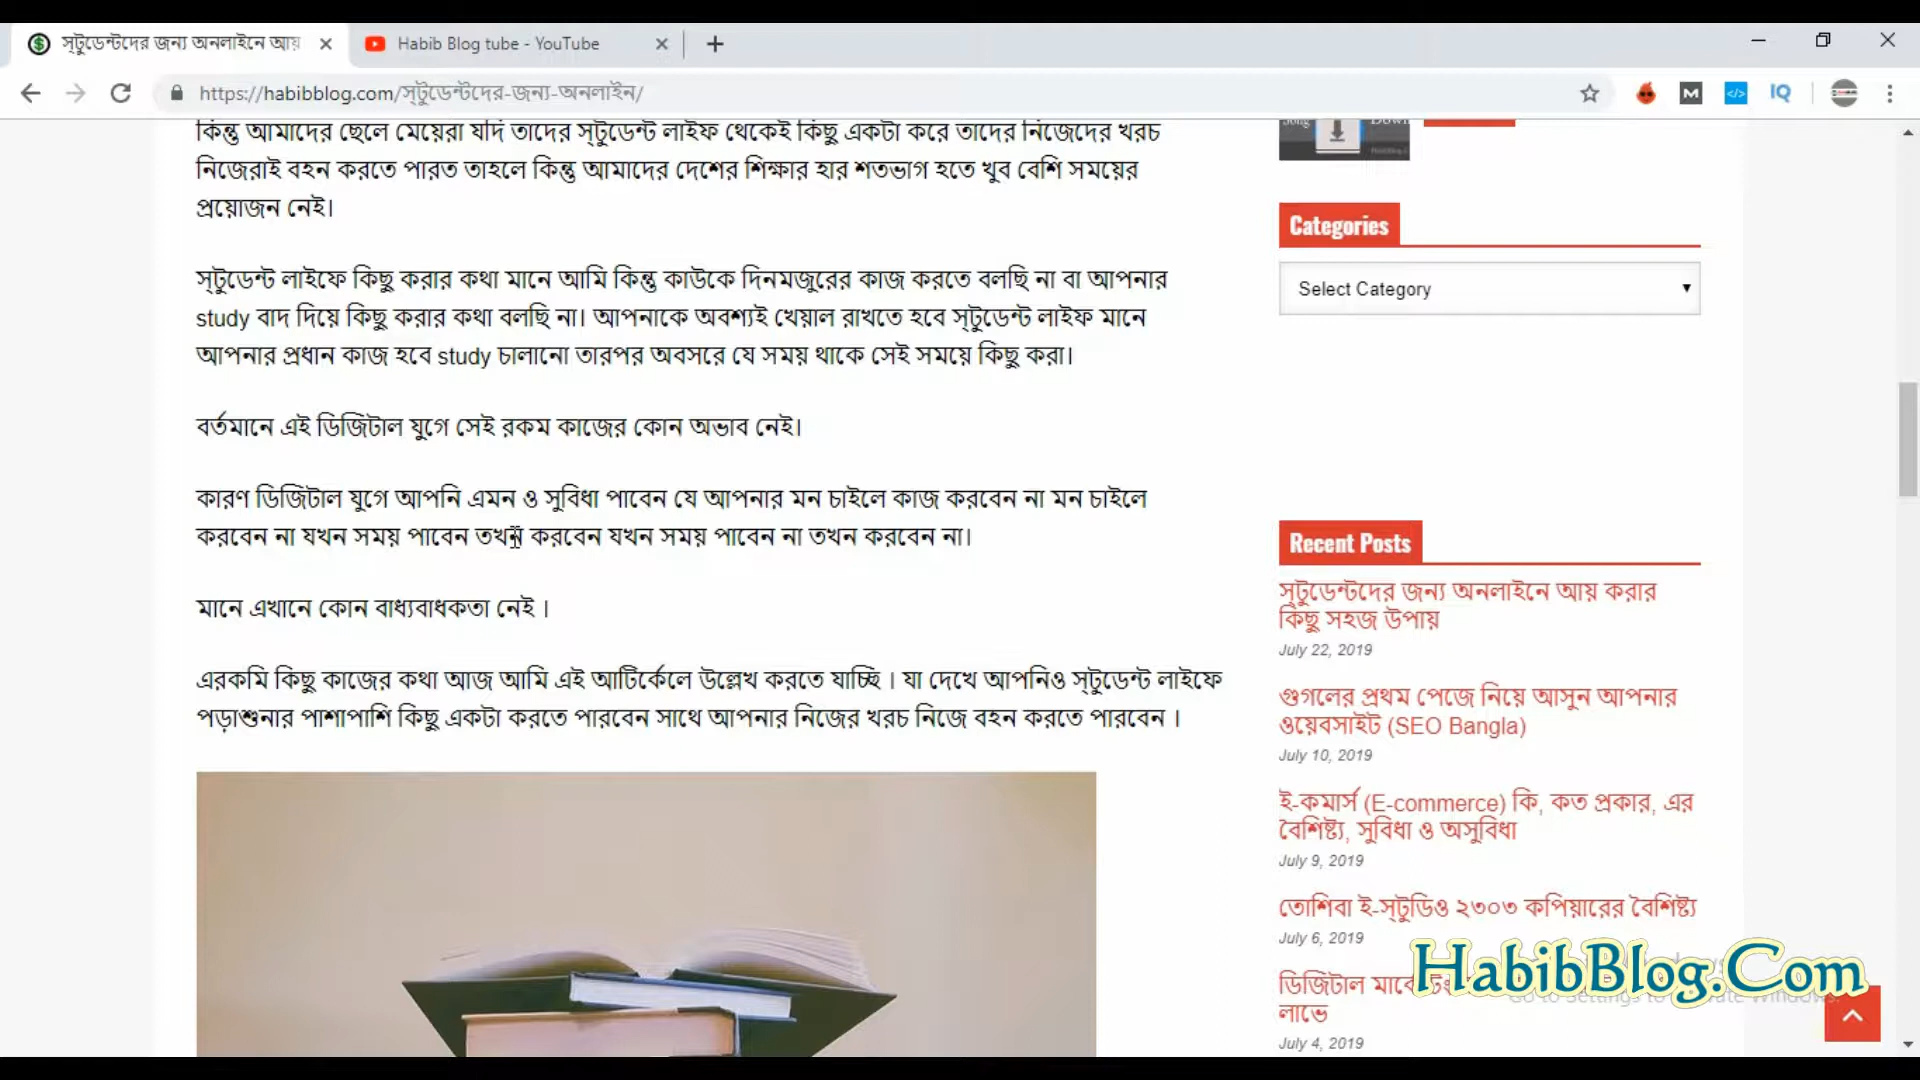 স্টুডেন্টদের জন্য অনলাইনে আয়
Habib Blog tube - YouTube
https://habibblog.com/স্টুডেন্টদের-জন্য-অনলাইন/
IQ
কিন্তু আমাদের ছেলে মেয়েরা যদি তাদের স্টুডেন্ট লাইফ থেকেই কিছু একটা করে তাদের নিজেদের খরচ
নিজেরাই বহন করতে পারত তাহলে কিন্তু আমাদের দেশের শিক্ষার হার শতভাগ হতে খুব বেশি সময়ের
প্রয়োজন নেই।
স্টুডেন্ট লাইফে কিছু করার কথা মানে আমি কিন্তু কাউকে দিনমজুরের কাজ করতে বলছি না বা আপনার
study বাদ দিয়ে কিছু করার কথা বলছি না। আপনাকে অবশ্যই খেয়াল রাখতে হবে স্টুডেন্ট লাইফ মানে
আপনার প্রধান কাজ হবে study চালানো তারপর অবসরে যে সময় থাকে সেই সময়ে কিছু করা।
বর্তমানে এই ডিজিটাল যুগে সেই রকম কাজের কোন অভাব নেই।
কারণ ডিজিটাল যুগে আপনি এমন ও সুবিধা পাবেন যে আপনার মন চাইলে কাজ করবেন না মন চাইলে
করবেন না যখন সময় পাবেন তখন করবেন যখন সময় পাবেন না তখন করবেন না।
মানে এখানে কোন বাধ্যবাধকতা নেই ।
এরকমি কিছু কাজের কথা আজ আমি এই আর্টিকেলে উল্লেখ করতে যাচ্ছি । যা দেখে আপনিও স্টুডেন্ট লাইফে
পড়াশুনার পাশাপাশি কিছু একটা করতে পারবেন সাথে আপনার নিজের খরচ নিজে বহন করতে পারবেন ।
Categories
Select Category
Recent Posts
স্টুডেন্টদের জন্য অনলাইনে আয় করার
কিছু সহজ উপায়
July 22, 2019
গুগলের প্রথম পেজে নিয়ে আসুন আপনার
ওয়েবসাইট (SEO Bangla)
July 10, 2019
ই-কমার্স (E-commerce) কি, কত প্রকার, এর
বৈশিষ্ট্য, সুবিধা ও অসুবিধা
July 9, 2019
তোশিবা ই-স্টুডিও ২৩০৩ কপিয়ারের বৈশিষ্ট্য
July 6, 2019
ডিজিটাল
লাভে
July 4, 2019
HabibBlog.Com